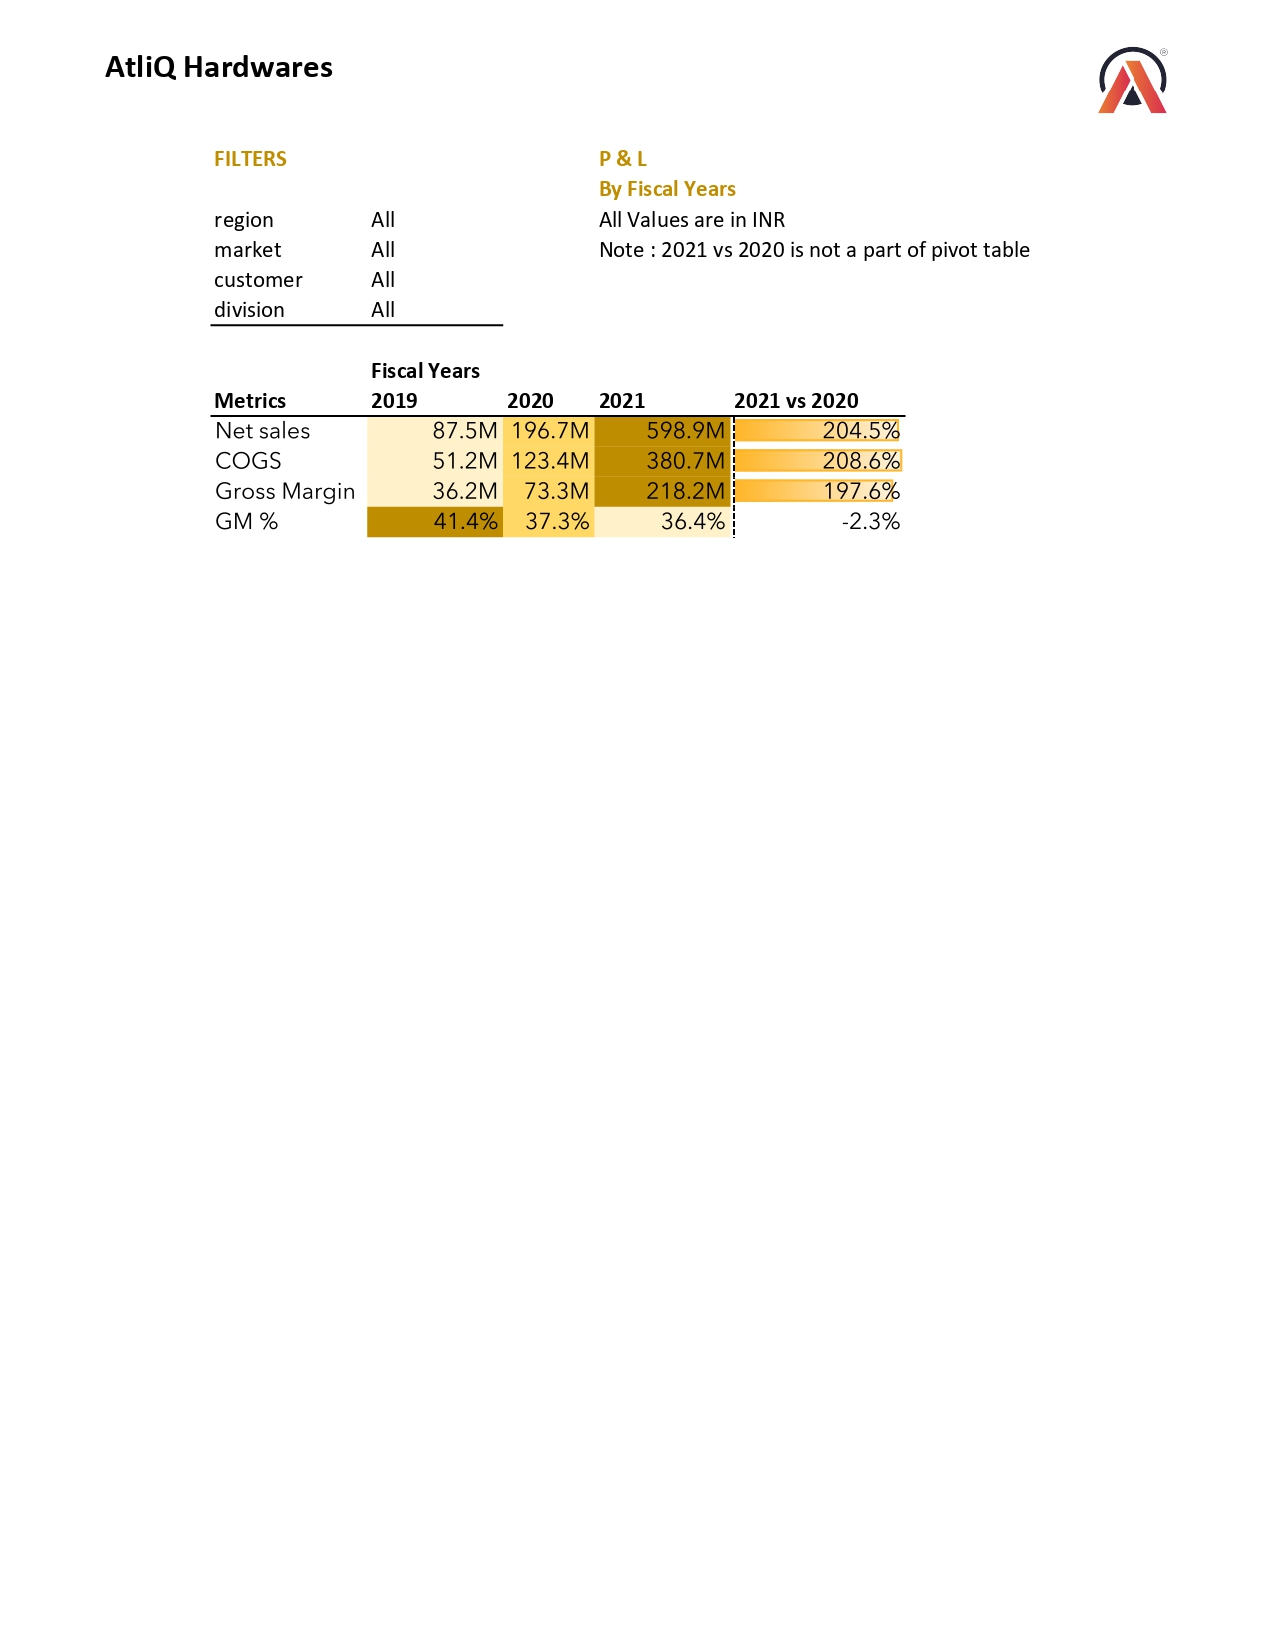 AtliQ Hardwares
®
FILTERS P & L
By Fiscal Years
region All All Values are in INR
market All Note : 2021 vs 2020 is not a part of pivot table
customer All
division All
Fiscal Years
Metrics 2019 2020 2021 2021 vs 2020
Net sales 87.5M 196.7M 598.9M 204.5%
COGS 51.2M 123.4M 380.7M 208.6%
Gross Margin 36.2M 73.3M 218.2M 197.6%
GM % 41.4% 37.3% 36.4% -2.3%